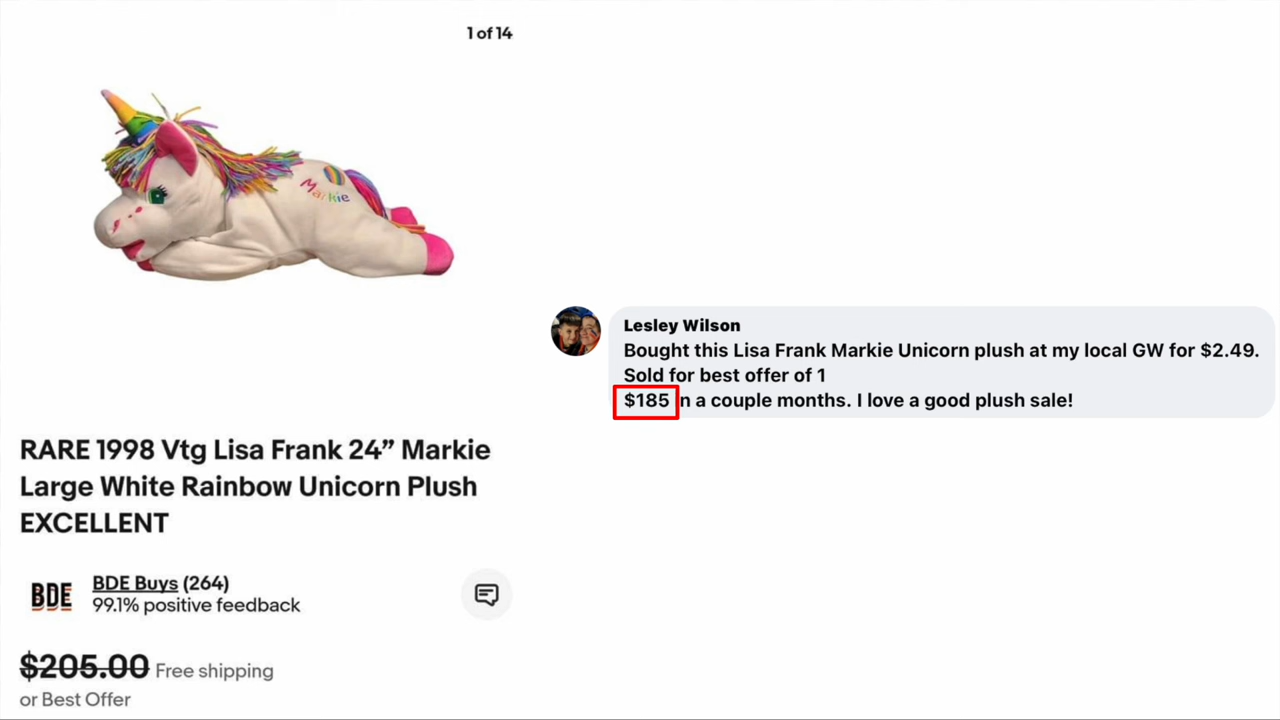 1 of 14
Markie
RARE 1998 Vtg Lisa Frank 24” Markie
Large White Rainbow Unicorn Plush
EXCELLENT
BDE
BDE Buys (264)
99.1% positive feedback
$205.00 Free shipping
or Best Offer
Lesley Wilson
Bought this Lisa Frank Markie Unicorn plush at my local GW for $2.49.
Sold for best offer of 1
$185 n a couple months. I love a good plush sale!